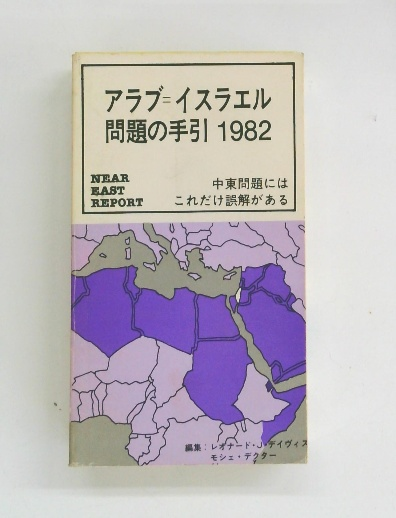 アラブ=イスラエル
問題の手引 1982
NEAR
EAST
REPORT
中東問題には
これだけ誤解がある
編集：レオナード・J・デイヴィス
モシェ・デクター